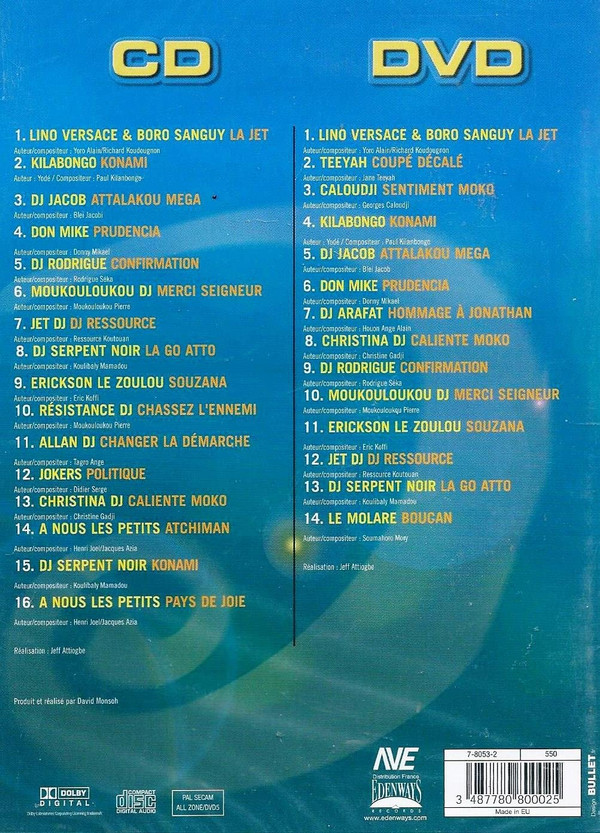 CD
1. LINO VERSACE & BORO SANGUY LA JET
Auteur/compositeur : Yoro Alain/Richard Koudougnon
2. KILABONGO KONAMI
Auteur : Yodé / Compositeur : Paul Kilanbongo
3. DJ JACOB ATTALAKOU MEGA
Auteur/compositeur : Blei Jacobi
4. DON MIKE PRUDENCIA
Auteur/compositeur : Donny Mikael
5. DJ RODRIGUE CONFIRMATION
Auteur/compositeur : Rodrigue Séka
6. MOUKOULOUKOU DJ MERCI SEIGNEUR
Auteur/compositeur : Moukouloukou Pierre
7. JET DJ DJ RESSOURCE
Auteur/compositeur : Ressource Koutouan
8. DJ SERPENT NOIR LA GO ATTO
Auteur/compositeur : Koulibaly Mamadou
9. ERICKSON LE ZOULOU SOUZANA
Auteur/compositeur : Eric Koffi
10. RÉSISTANCE DJ CHASSEZ L'ENNEMI
Auteur/compositeur : Moukouloukou Pierre
11. ALLAN DJ CHANGER LA DÉMARCHE
Auteur/compositeur : Tagro Ange
12. JOKERS POLITIQUE
Auteur/compositeur : Didier Serge
13. CHRISTINA DJ CALIENTE MOKO
Auteur/compositeur : Christine Gadji
14. A NOUS LES PETITS ATCHIMAN
Auteur/compositeur : Henri Joel/Jacques Azia
15. DJ SERPENT NOIR KONAMI
Auteur/compositeur : Koulibaly Mamadou
16. A NOUS LES PETITS PAYS DE JOIE
Auteur/compositeur : Henri Joel/Jacques Azia
Réalisation : Jeff Attiogbe
Produit et réalisé par David Monsoh
DVD
1. LINO VERSACE & BORO SANGUY LA JET
Auteur/compositeur : Yoro Alain/Richard Koudougnon
2. TEEYAH COUPÉ DÉCALÉ
Auteur/compositeur : Jane Teeyah
3. CALOUDJI SENTIMENT MOKO
Auteur/compositeur : Georges Caloudji
4. KILABONGO KONAMI
Auteur : Yodé / Compositeur : Paul Kilanbongo
5. DJ JACOB ATTALAKOU MEGA
Auteur/compositeur : Blei Jacob
6. DON MIKE PRUDENCIA
Auteur/compositeur : Donny Mikael
7. DJ ARAFAT HOMMAGE À JONATHAN
Auteur/compositeur : Houon Ange Alain
8. CHRISTINA DJ CALIENTE MOKO
Auteur/compositeur : Christine Gadji
9. DJ RODRIGUE CONFIRMATION
Auteur/compositeur : Rodrigue Séka
10. MOUKOULOUKOU DJ MERCI SEIGNEUR
Auteur/compositeur : Moukouloukou Pierre
11. ERICKSON LE ZOULOU SOUZANA
Auteur/compositeur : Eric Koffi
12. JET DJ DJ RESSOURCE
Auteur/compositeur : Ressource Koutouan
13. DJ SERPENT NOIR LA GO ATTO
Auteur/compositeur : Koulibaly Mamadou
14. LE MOLARE BOUCAN
Auteur/compositeur : Soumahoro Mory
Réalisation : Jeff Attiogbe
DOLBY
DIGITAL
COMPACT
disc
DIGITAL AUDIO
PAL SECAM
ALL ZONE/DVD5
AVE
Distribution France
EDENWAYS
RECORDS
www.edenways.com
7-8053-2
550
3 487780 800025
Made in EU
Design BULLET